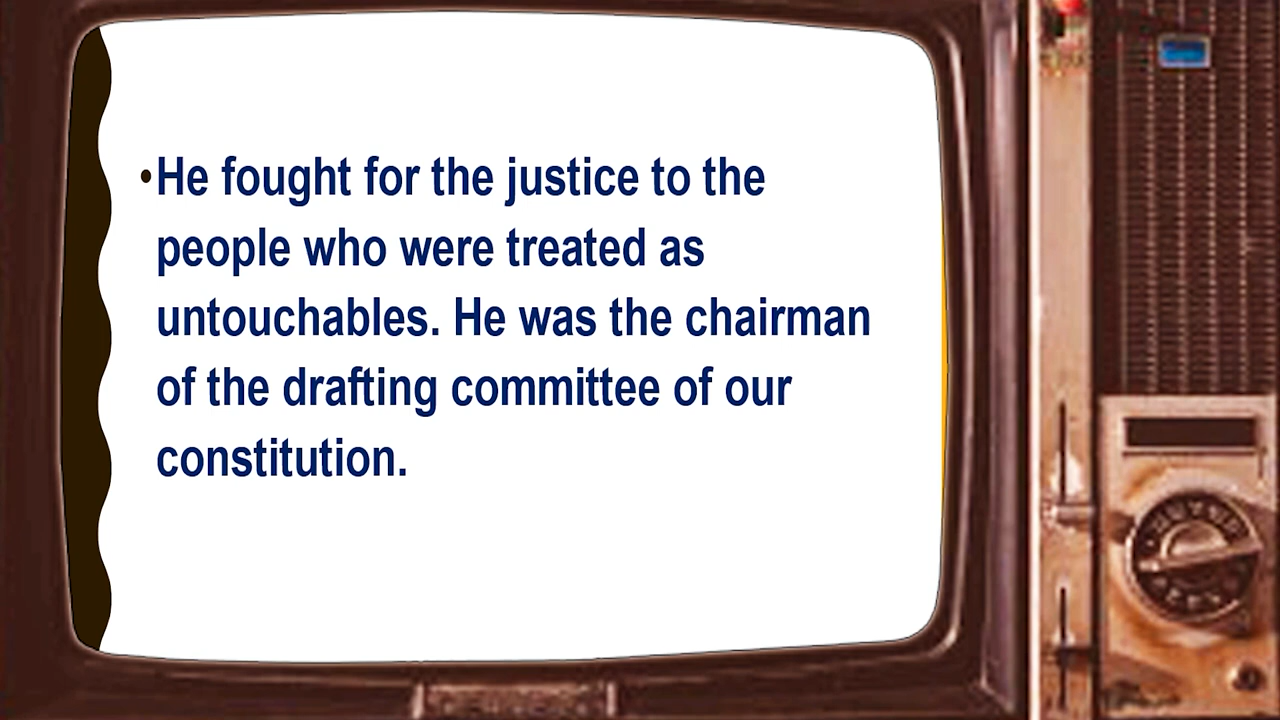 •He fought for the justice to the
people who were treated as
untouchables. He was the chairman
of the drafting committee of our
constitution.